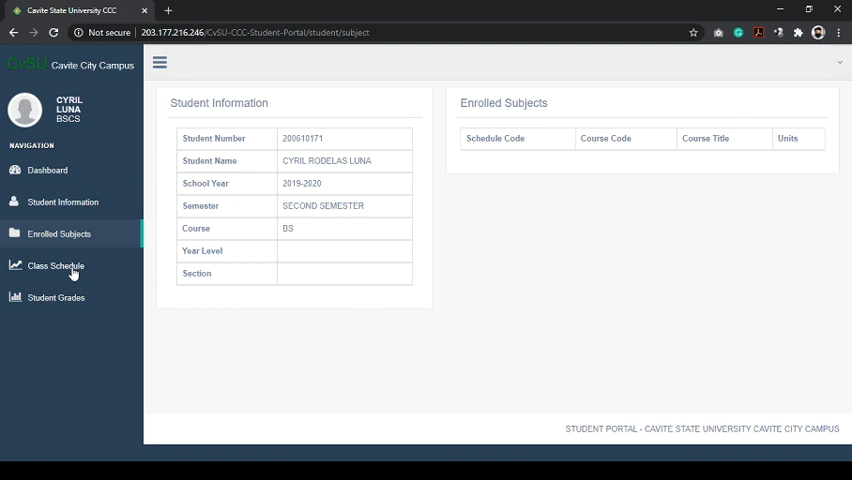 Cavite State University CCC
Not secure | 203.177.216.246/CvSU-CCC-Student-Portal/student/subject
CvSU Cavite City Campus
CYRIL
LUNA
BSCS
NAVIGATION
Dashboard
Student Information
Enrolled Subjects
Class Schedule
Student Grades
Student Information
Student Number 200610171
Student Name CYRIL RODELAS LUNA
School Year 2019-2020
Semester SECOND SEMESTER
Course BS
Year Level
Section
Enrolled Subjects
Schedule Code Course Code Course Title Units
STUDENT PORTAL - CAVITE STATE UNIVERSITY CAVITE CITY CAMPUS